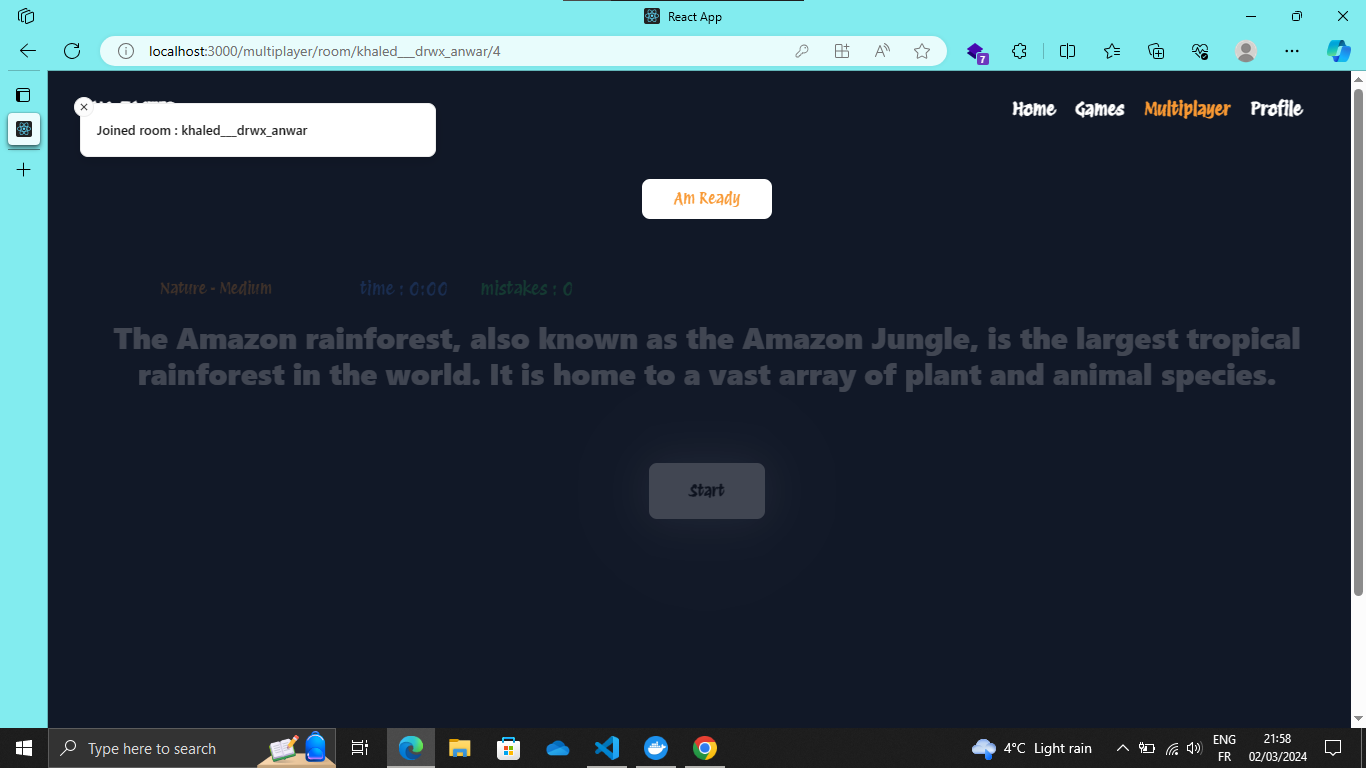 React App
localhost:3000/multiplayer/room/khaled___drwx_anwar/4
7
Joined room : khaled___drwx_anwar
Home Games Multiplayer Profile
Am Ready
Nature - Medium time : 0:00 mistakes : 0
The Amazon rainforest, also known as the Amazon Jungle, is the largest tropical
rainforest in the world. It is home to a vast array of plant and animal species.
Start
Type here to search
4°C Light rain
ENG
FR
21:58
02/03/2024